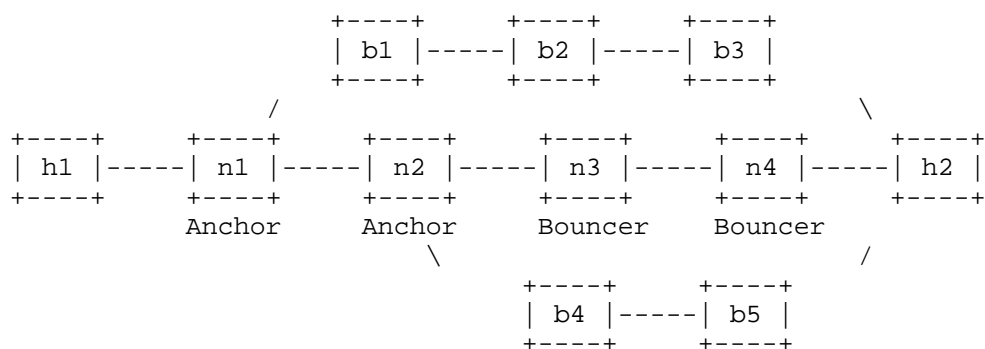 +----+     +----+     +----+
                          | b1 |-----| b2 |-----| b3 |
                          +----+     +----+     +----+
                      /                                    \
+----+     +----+     +----+     +----+     +----+     +----+
| h1 |-----| n1 |-----| n2 |-----| n3 |-----| n4 |-----| h2 |
+----+     +----+     +----+     +----+     +----+     +----+
           Anchor     Anchor     Bouncer    Bouncer
                          \                                /
                                +----+     +----+
                                | b4 |-----| b5 |
                                +----+     +----+